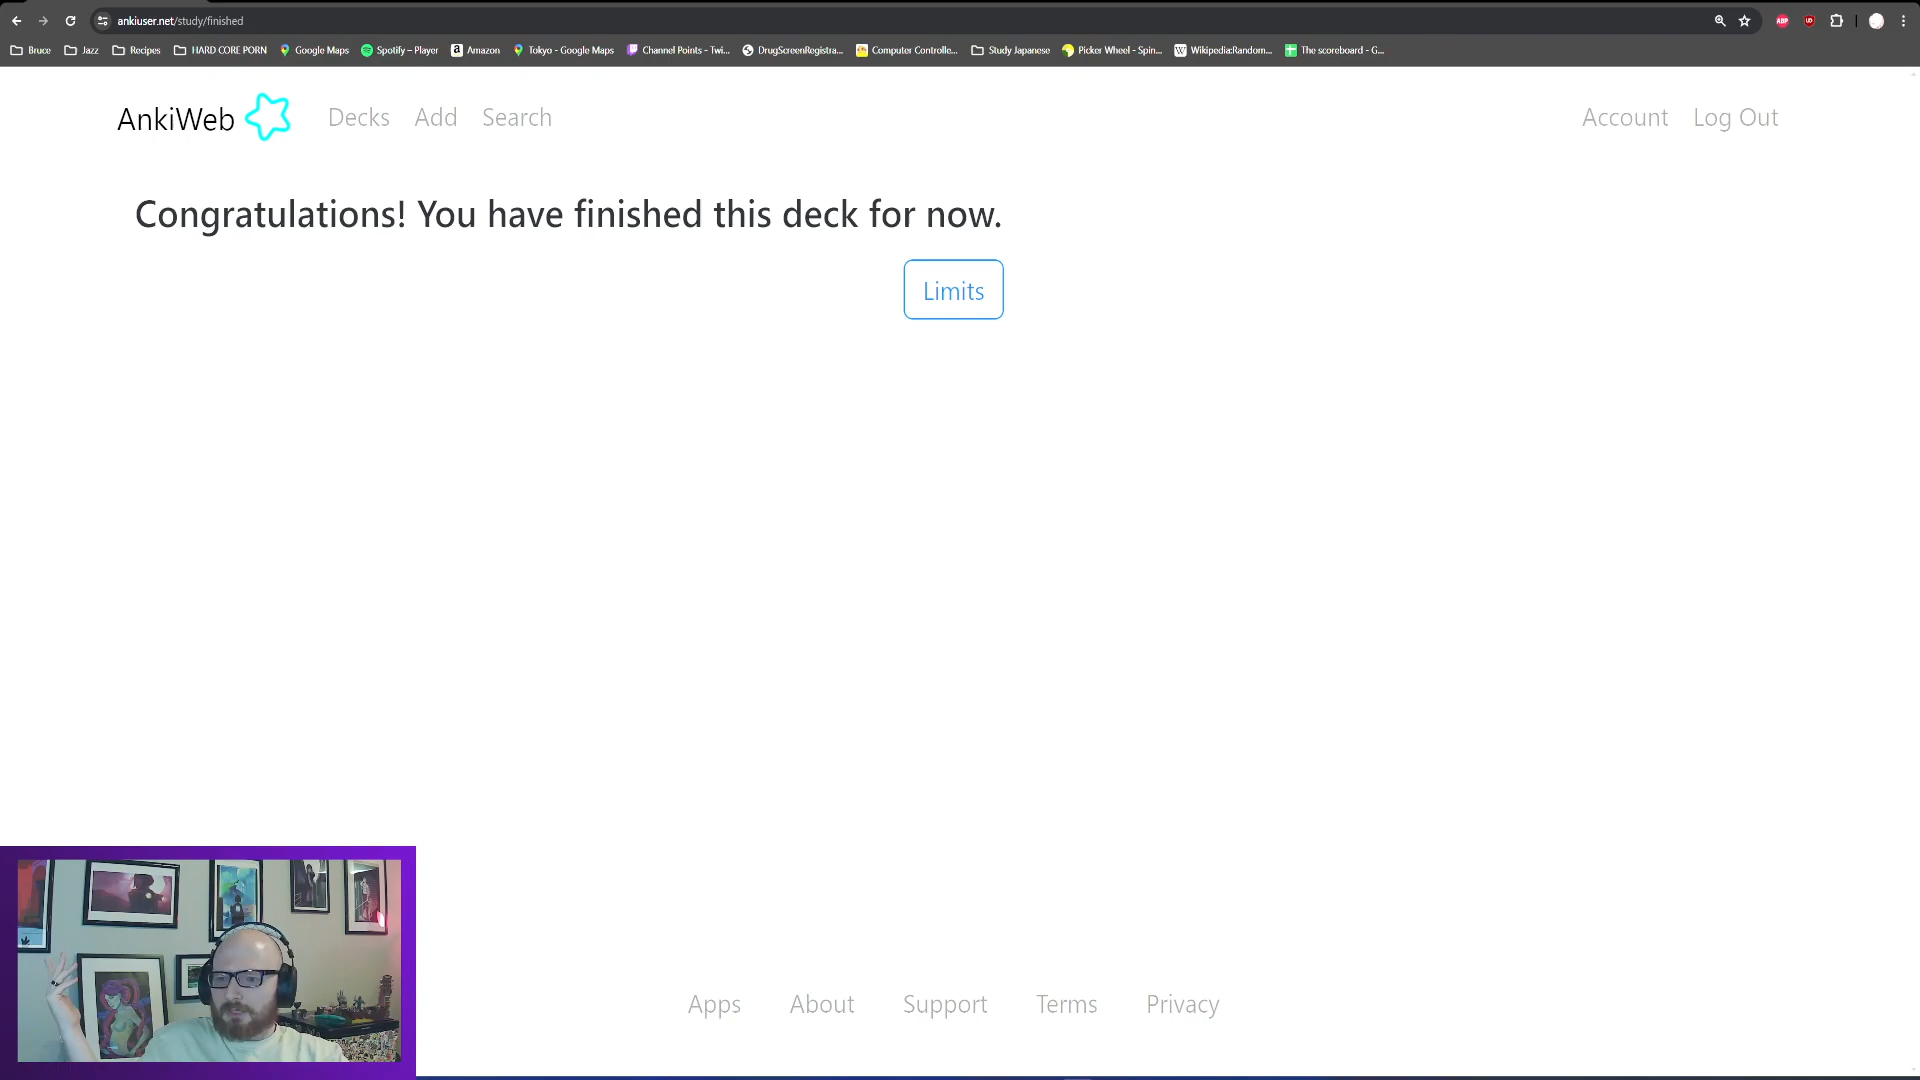 ankiuser.net/study/finished
ABP
UO
Bruce
Jazz
Recipes
HARD CORE PORN
Google Maps
Spotify – Player
Amazon
Tokyo - Google Maps
Channel Points - Twi...
DrugScreenRegistra...
Computer Controlle...
Study Japanese
Picker Wheel - Spin...
Wikipedia:Random...
The scoreboard - G...
AnkiWeb
Decks
Add
Search
Account
Log Out
Congratulations! You have finished this deck for now.
Limits
Apps
About
Support
Terms
Privacy